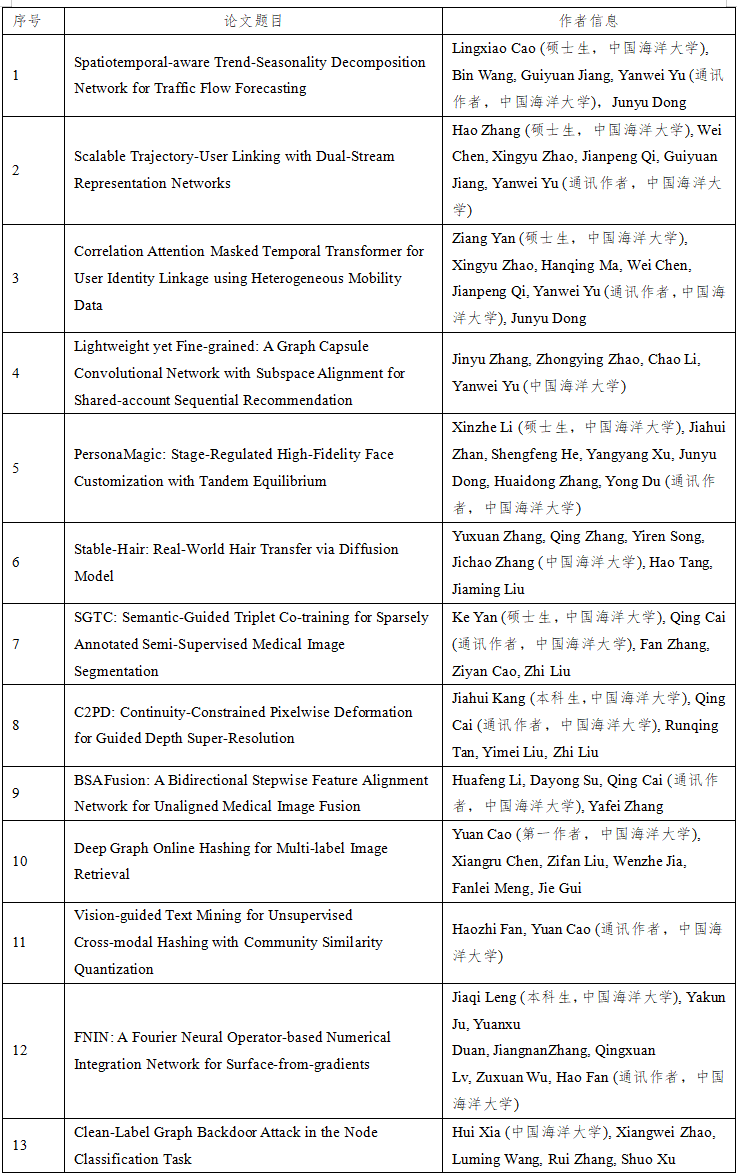 序号 论文题目 作者信息
1
Spatiotemporal-aware Trend-Seasonality Decomposition
Network for Traffic Flow Forecasting
Lingxiao Cao (硕士生，中国海洋大学),
Bin Wang, Guiyuan Jiang, Yanwei Yu (通讯
作者，中国海洋大学)，Junyu Dong
2
Scalable Trajectory-User Linking with Dual-Stream
Representation Networks
Hao Zhang (硕士生，中国海洋大学), Wei
Chen, Xingyu Zhao, Jianpeng Qi, Guiyuan
Jiang, Yanwei Yu (通讯作者，中国海洋大
学)
3
Correlation Attention Masked Temporal Transformer for
User Identity Linkage using Heterogeneous Mobility
Data
Ziang Yan (硕士生，中国海洋大学),
Xingyu Zhao, Hanqing Ma, Wei Chen,
Jianpeng Qi, Yanwei Yu (通讯作者，中国海
洋大学), Junyu Dong
4
Lightweight yet Fine-grained: A Graph Capsule
Convolutional Network with Subspace Alignment for
Shared-account Sequential Recommendation
Jinyu Zhang, Zhongying Zhao, Chao Li,
Yanwei Yu (中国海洋大学)
5
PersonaMagic: Stage-Regulated High-Fidelity Face
Customization with Tandem Equilibrium
Xinzhe Li (硕士生，中国海洋大学), Jiahui
Zhan, Shengfeng He, Yangyang Xu, Junyu
Dong, Huaidong Zhang, Yong Du (通讯作
者，中国海洋大学)
6
Stable-Hair: Real-World Hair Transfer via Diffusion
Model
Yuxuan Zhang, Qing Zhang, Yiren Song,
Jichao Zhang (中国海洋大学), Hao Tang,
Jiaming Liu
7
SGTC: Semantic-Guided Triplet Co-training for Sparsely
Annotated Semi-Supervised Medical Image
Segmentation
Ke Yan (硕士生，中国海洋大学), Qing Cai
(通讯作者，中国海洋大学), Fan Zhang,
Ziyan Cao, Zhi Liu
8
C2PD: Continuity-Constrained Pixelwise Deformation
for Guided Depth Super-Resolution
Jiahui Kang (本科生，中国海洋大学), Qing
Cai (通讯作者，中国海洋大学), Runqing
Tan, Yimei Liu, Zhi Liu
9
BSAFusion: A Bidirectional Stepwise Feature Alignment
Network for Unaligned Medical Image Fusion
Huafeng Li, Dayong Su, Qing Cai (通讯作
者，中国海洋大学), Yafei Zhang
10
Deep Graph Online Hashing for Multi-label Image
Retrieval
Yuan Cao (第一作者，中国海洋大学),
Xiangru Chen, Zifan Liu, Wenzhe Jia,
Fanlei Meng, Jie Gui
11
Vision-guided Text Mining for Unsupervised
Cross-modal Hashing with Community Similarity
Quantization
Haozhi Fan, Yuan Cao (通讯作者，中国海
洋大学)
12
FNIN: A Fourier Neural Operator-based Numerical
Integration Network for Surface-from-gradients
Jiaqi Leng (本科生，中国海洋大学), Yakun
Ju, Yuanxu
Duan, JiangnanZhang, Qingxuan
Lv, Zuxuan Wu, Hao Fan (通讯作者，中国
海洋大学)
13
Clean-Label Graph Backdoor Attack in the Node
Classification Task
Hui Xia (中国海洋大学), Xiangwei Zhao,
Luming Wang, Rui Zhang, Shuo Xu